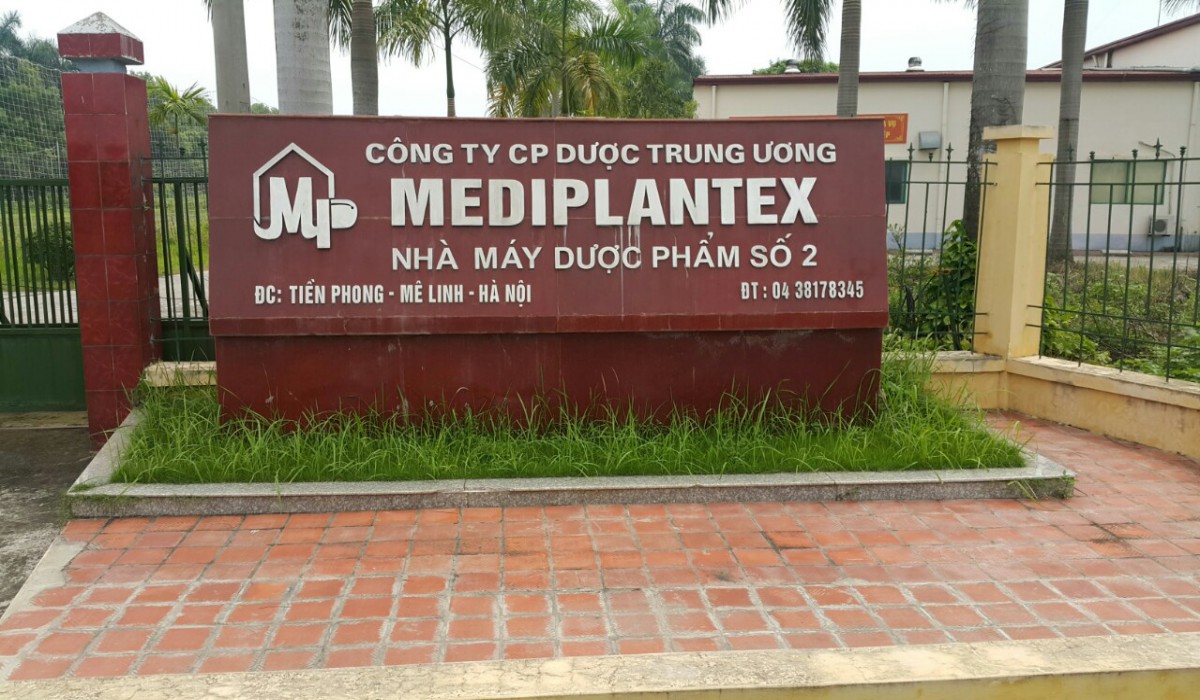 CÔNG TY CP DƯỢC TRUNG ƯƠNG
MP MEDIPLANTEX
NHÀ MÁY DƯỢC PHẨM SỐ 2
ĐC: TIỀN PHONG - MÊ LINH - HÀ NỘI ĐT : 04 38178345